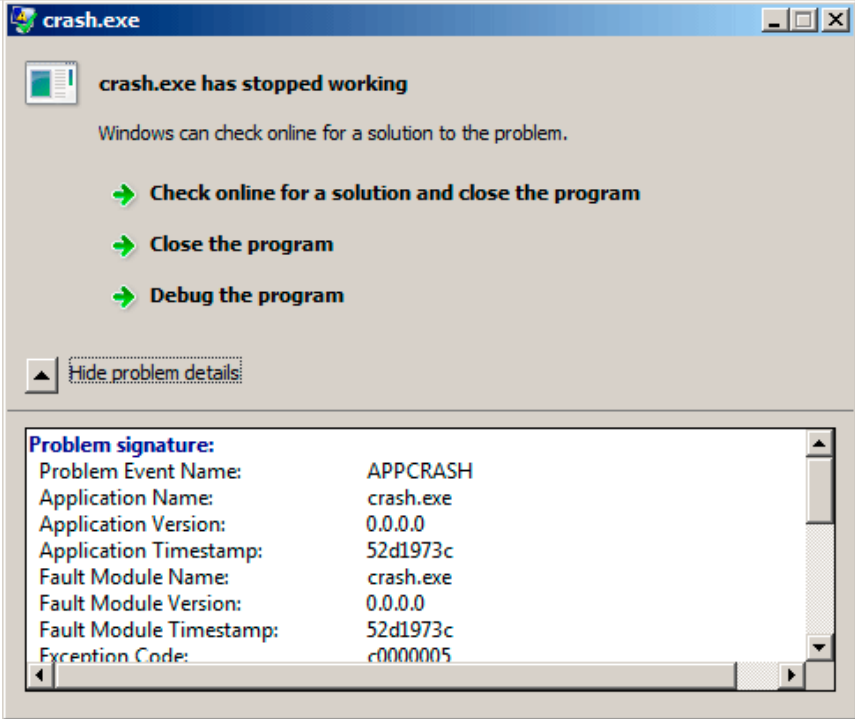 crash.exe
crash.exe has stopped working
Windows can check online for a solution to the problem.
Check online for a solution and close the program
Close the program
Debug the program
Hide problem details
Problem signature:
Problem Event Name: APPCRASH
Application Name: crash.exe
Application Version: 0.0.0.0
Application Timestamp: 52d1973c
Fault Module Name: crash.exe
Fault Module Version: 0.0.0.0
Fault Module Timestamp: 52d1973c
Exception Code: c0000005